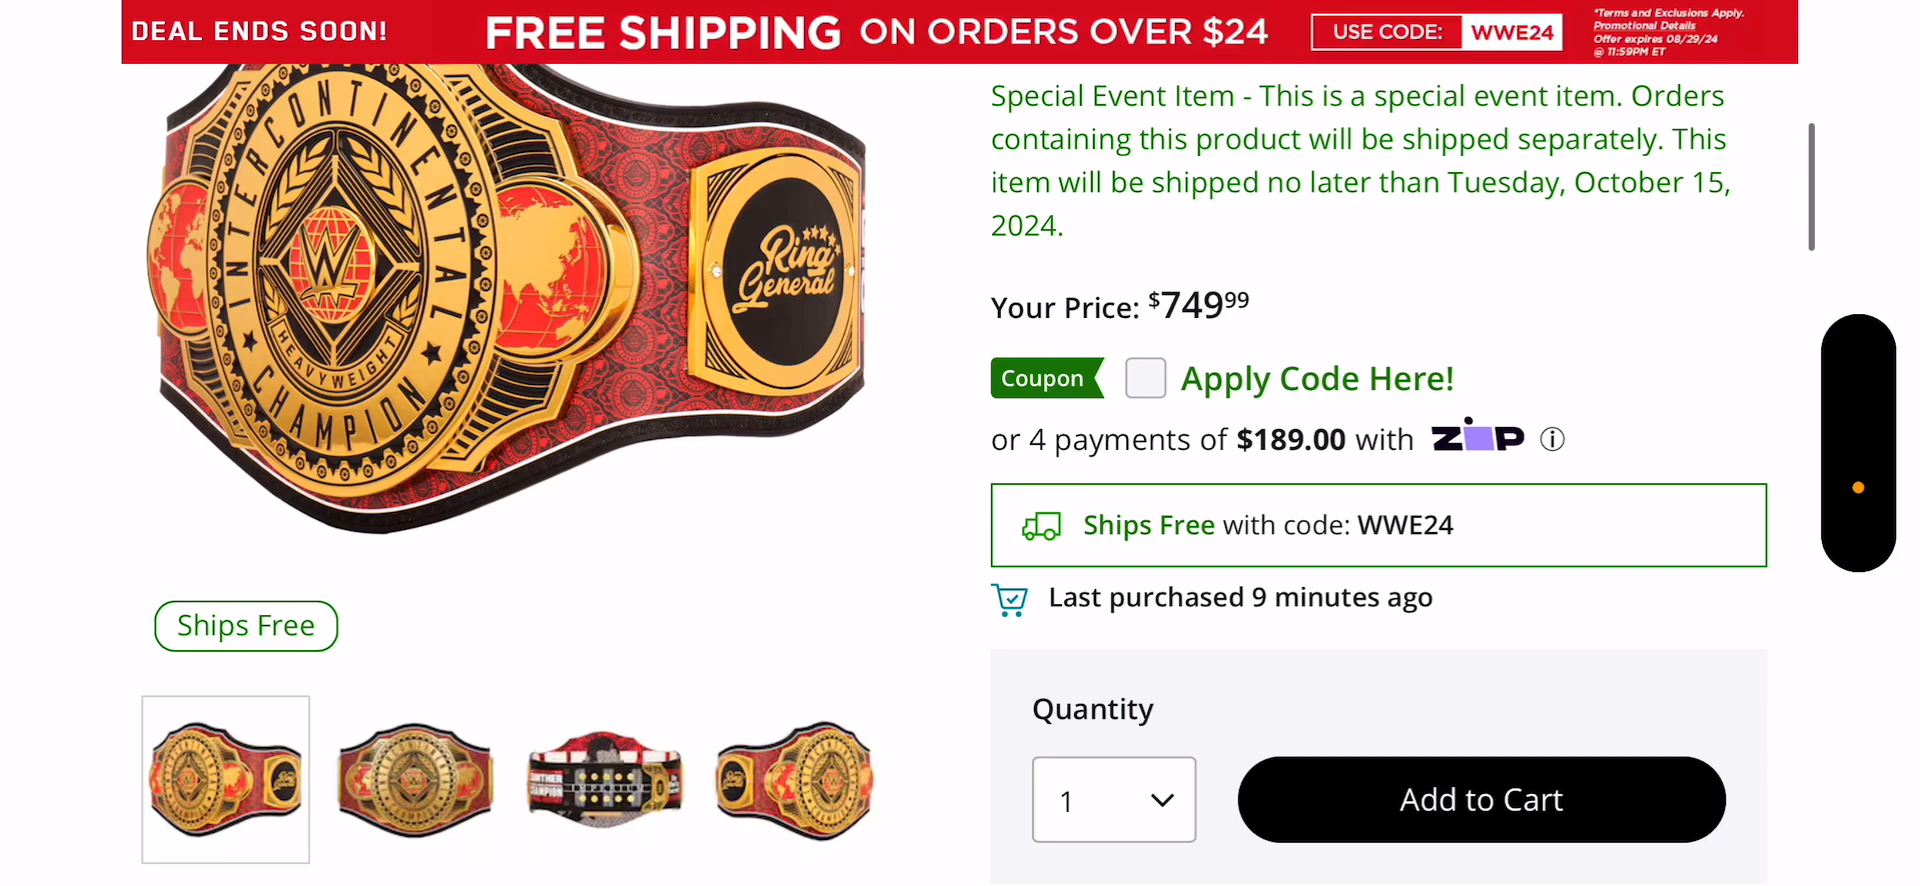 DEAL ENDS SOON!
FREE SHIPPING ON ORDERS OVER $24
USE CODE: WWE24
*Terms and Exclusions Apply.
Promotional Details
Offer expires 08/29/24
@ 11:59PM ET
INTERCONTINENTAL
HEAVYWEIGHT
CHAMPION
W
Ring
General
Special Event Item - This is a special event item. Orders
containing this product will be shipped separately. This
item will be shipped no later than Tuesday, October 15,
2024.
Your Price: $749.99
Coupon Apply Code Here!
or 4 payments of $189.00 with ZIP
Ships Free with code: WWE24
Last purchased 9 minutes ago
Ships Free
Quantity
1
Add to Cart
IMPERIUM